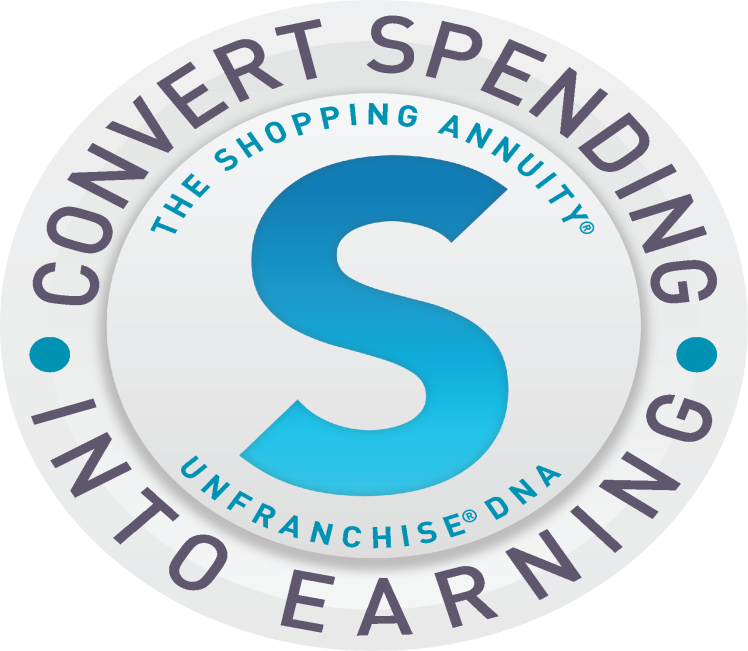 CONVERT SPENDING
THE SHOPPING ANNUITY®
S
UNFRANCHISE® DNA
INTO EARNING